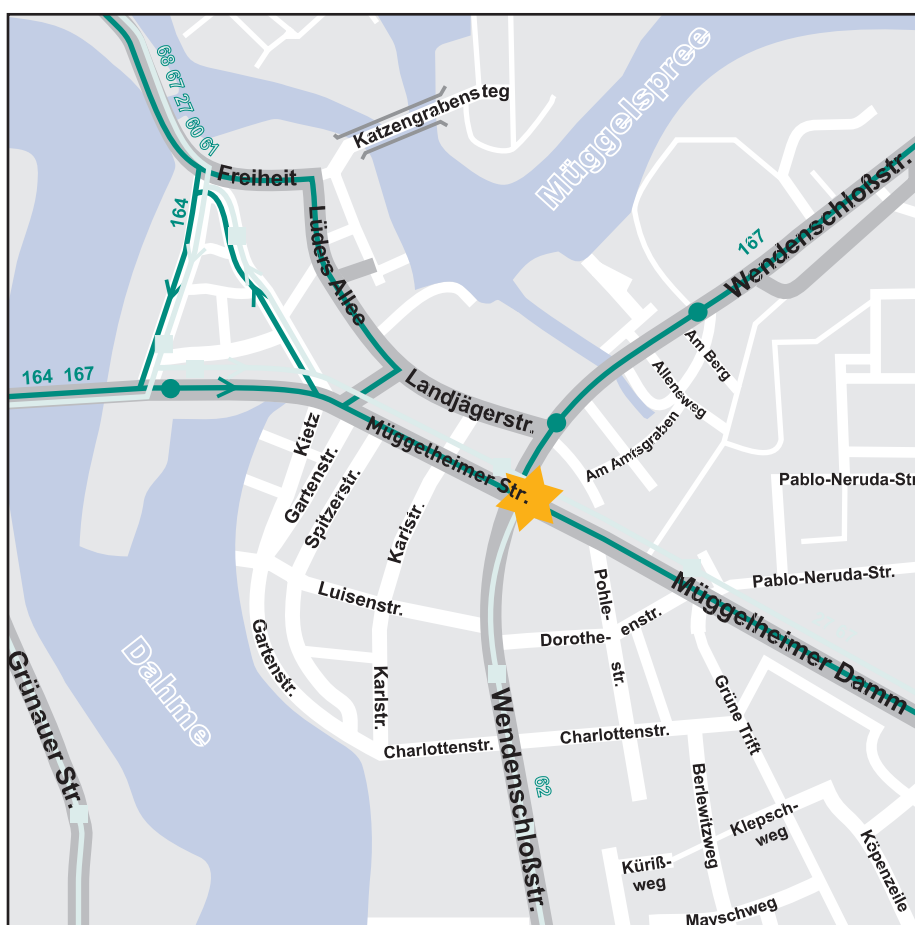 68 67 27 60 61
Katzengrabensteg
Müggelspree
Freiheit
164
Lüders Allee
167
Wendenschloßstr.
164 167
Landjägerstr.
Am Berg
Alleneweg
Am Amtsgraben
Kietz
Gartenstr.
Spitzerstr.
Müggelheimer Str.
Karlstr.
Pablo-Neruda-Str
Pablo-Neruda-Str.
Luisenstr.
Pohle-
str.
Dorothe-
enstr.
Müggelheimer Damm
Gartenstr.
Karlstr.
Dahme
Grünauer Str.
Wendenschloßstr.
Charlottenstr.
Charlottenstr.
Grüne Trift
62
Berlewitzweg
Klepsch-
weg
Köpenzeile
Küriß-
weg
Mayschweg